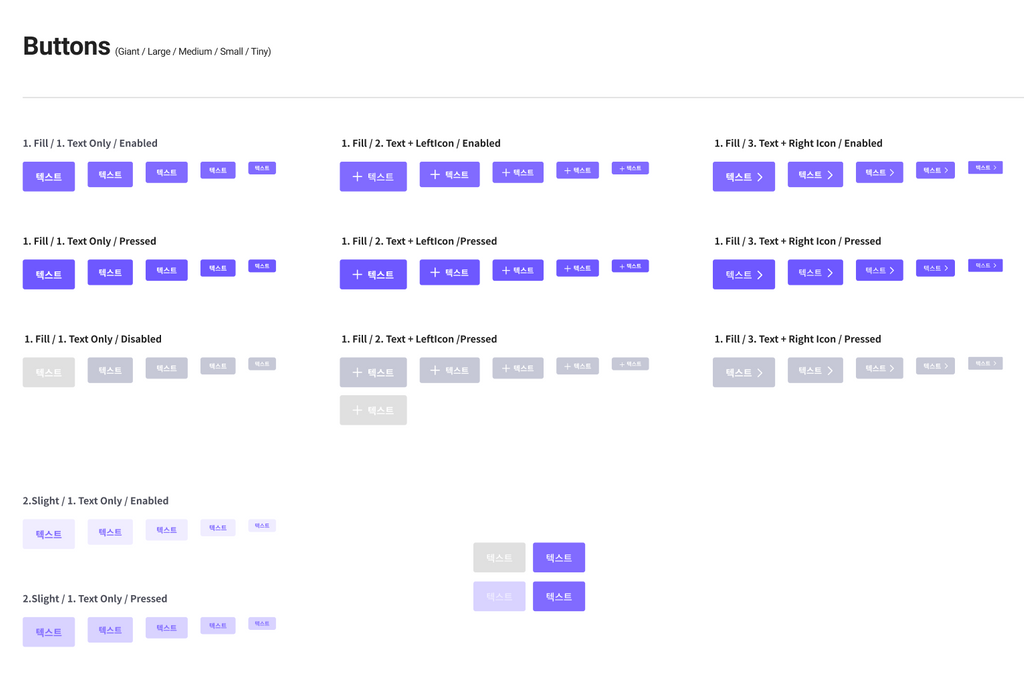 Buttons (Giant / Large / Medium / Small / Tiny)
1. Fill / 1. Text Only / Enabled
텍스트 텍스트 텍스트 텍스트 텍스트
1. Fill / 2. Text + LeftIcon / Enabled
텍스트 텍스트 텍스트 텍스트 텍스트
1. Fill / 3. Text + Right Icon / Enabled
텍스트 텍스트 텍스트 텍스트 텍스트
1. Fill / 1. Text Only / Pressed
텍스트 텍스트 텍스트 텍스트 텍스트
1. Fill / 2. Text + LeftIcon /Pressed
텍스트 텍스트 텍스트 텍스트 텍스트
1. Fill / 3. Text + Right Icon / Pressed
텍스트 텍스트 텍스트 텍스트 텍스트
1. Fill / 1. Text Only / Disabled
텍스트 텍스트 텍스트 텍스트 텍스트
1. Fill / 2. Text + LeftIcon /Pressed
텍스트 텍스트 텍스트 텍스트 텍스트
텍스트
1. Fill / 3. Text + Right Icon / Pressed
텍스트 텍스트 텍스트 텍스트 텍스트
2.Slight / 1. Text Only / Enabled
텍스트 텍스트 텍스트 텍스트 텍스트
텍스트 텍스트
텍스트 텍스트
2.Slight / 1. Text Only / Pressed
텍스트 텍스트 텍스트 텍스트 텍스트